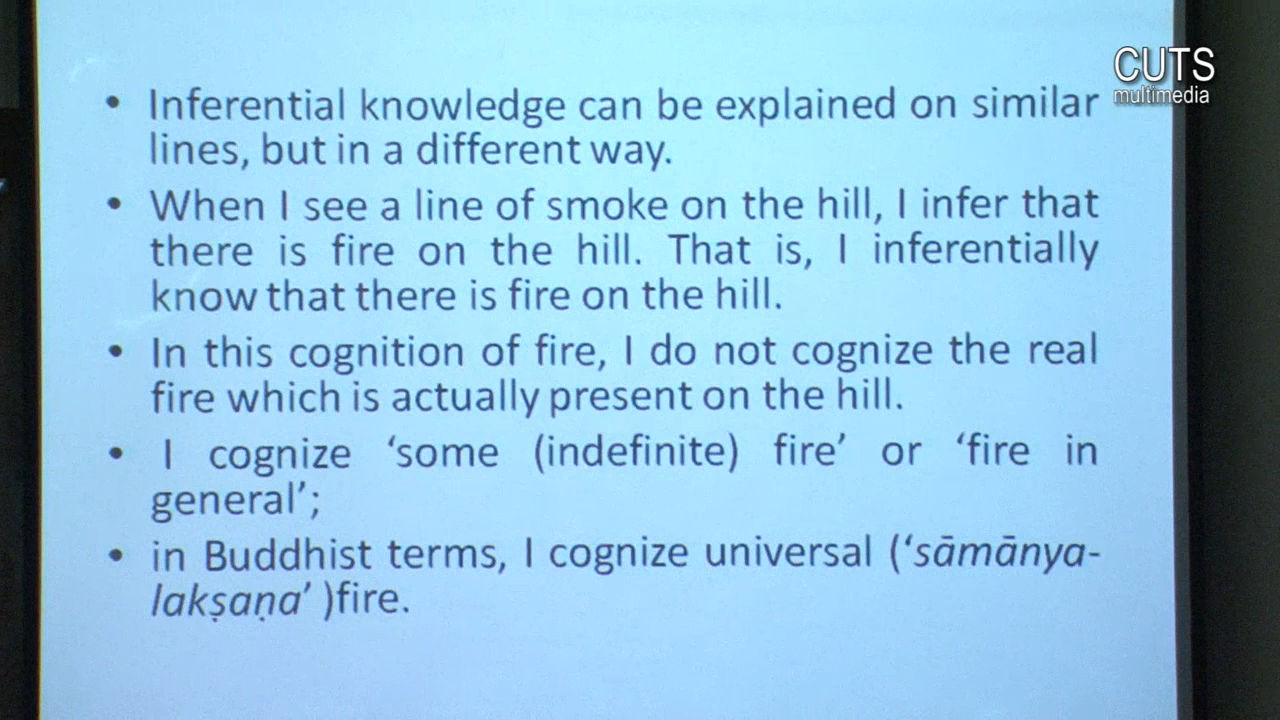 CUTS
multimedia
• Inferential knowledge can be explained on similar
lines, but in a different way.
• When I see a line of smoke on the hill, I infer that
there is fire on the hill. That is, I inferentially
know that there is fire on the hill.
• In this cognition of fire, I do not cognize the real
fire which is actually present on the hill.
• I cognize ‘some (indefinite) fire’ or ‘fire in
general’;
• in Buddhist terms, I cognize universal (‘sāmānya-
lakṣaṇa’ )fire.